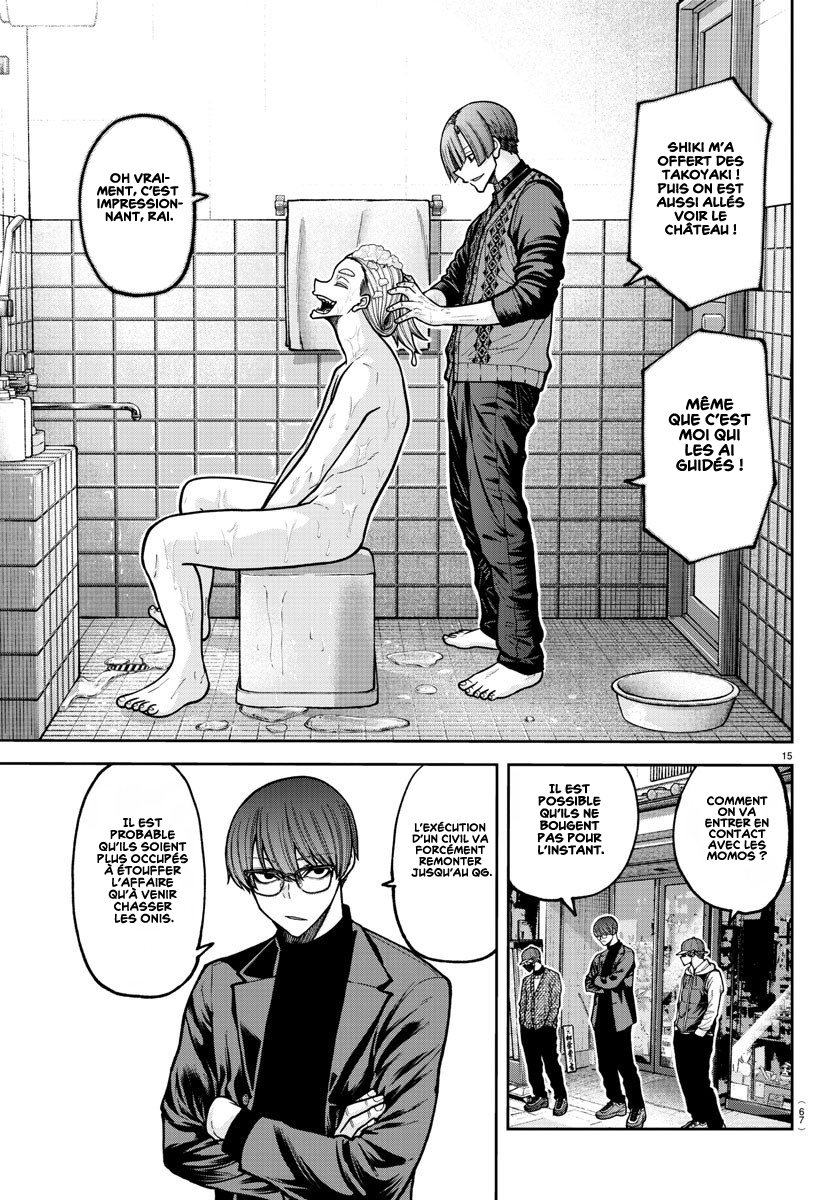 SHIKI M'A
OFFERT DES
TAKOYAKI !
PUIS ON EST
AUSSI ALLÉS
VOIR LE
CHÂTEAU !
OH VRAI-
MENT, C'EST
IMPRESSION-
NANT, RAI.
MÊME
QUE C'EST
MOI QUI
LES AI
GUIDÉS !
15
COMMENT
ON VA
ENTRER EN
CONTACT
AVEC LES
MOMOS ?
IL EST
POSSIBLE
QU'ILS NE
BOUGENT
PAS POUR
L'INSTANT.
L'EXÉCUTION
D'UN CIVIL VA
FORCÉMENT
REMONTER
JUSQU'AU QG.
IL EST
PROBABLE
QU'ILS SOIENT
PLUS OCCUPÉS
À ÉTOUFFER
L'AFFAIRE
QU'À VENIR
CHASSER
LES ONIS.
(67)